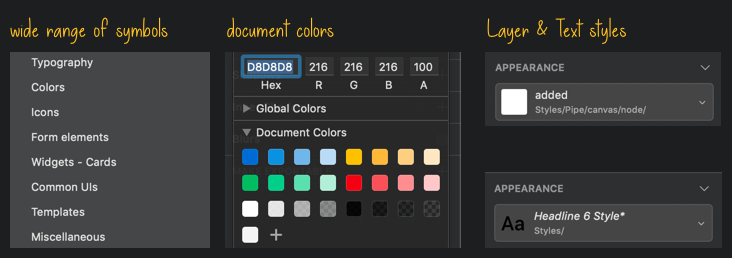 wide range of symbols
document colors
Layer & Text styles
Typography
Colors
Icons
Form elements
Widgets - Cards
Common UIs
Templates
Miscellaneous
D8D8D8 216 216 216 100
Hex R G B A
Global Colors
Document Colors
APPEARANCE
added
Styles/Pipe/canvas/node/
APPEARANCE
Aa Headline 6 Style*
Styles/